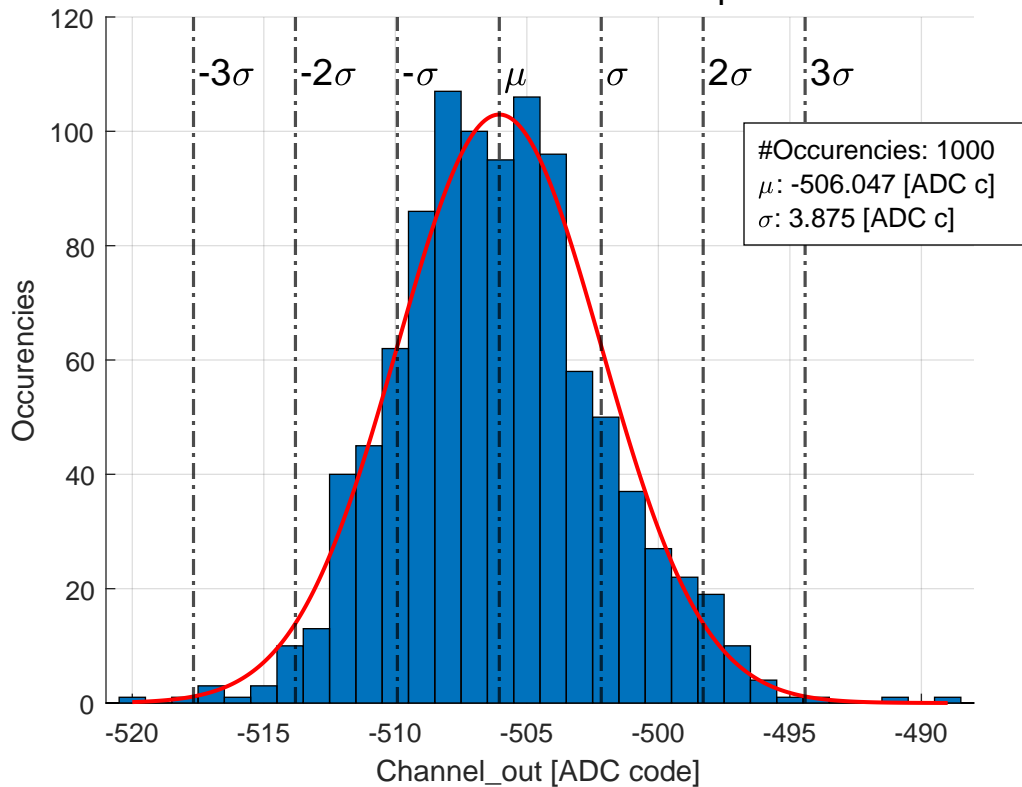 120
100
80
60
40
20
0
Occurencies
-3σ
-2σ
-σ
μ
σ
2σ
3σ
#Occurencies: 1000
μ: -506.047 [ADC c]
σ: 3.875 [ADC c]
-520
-515
-510
-505
-500
-495
-490
Channel_out [ADC code]